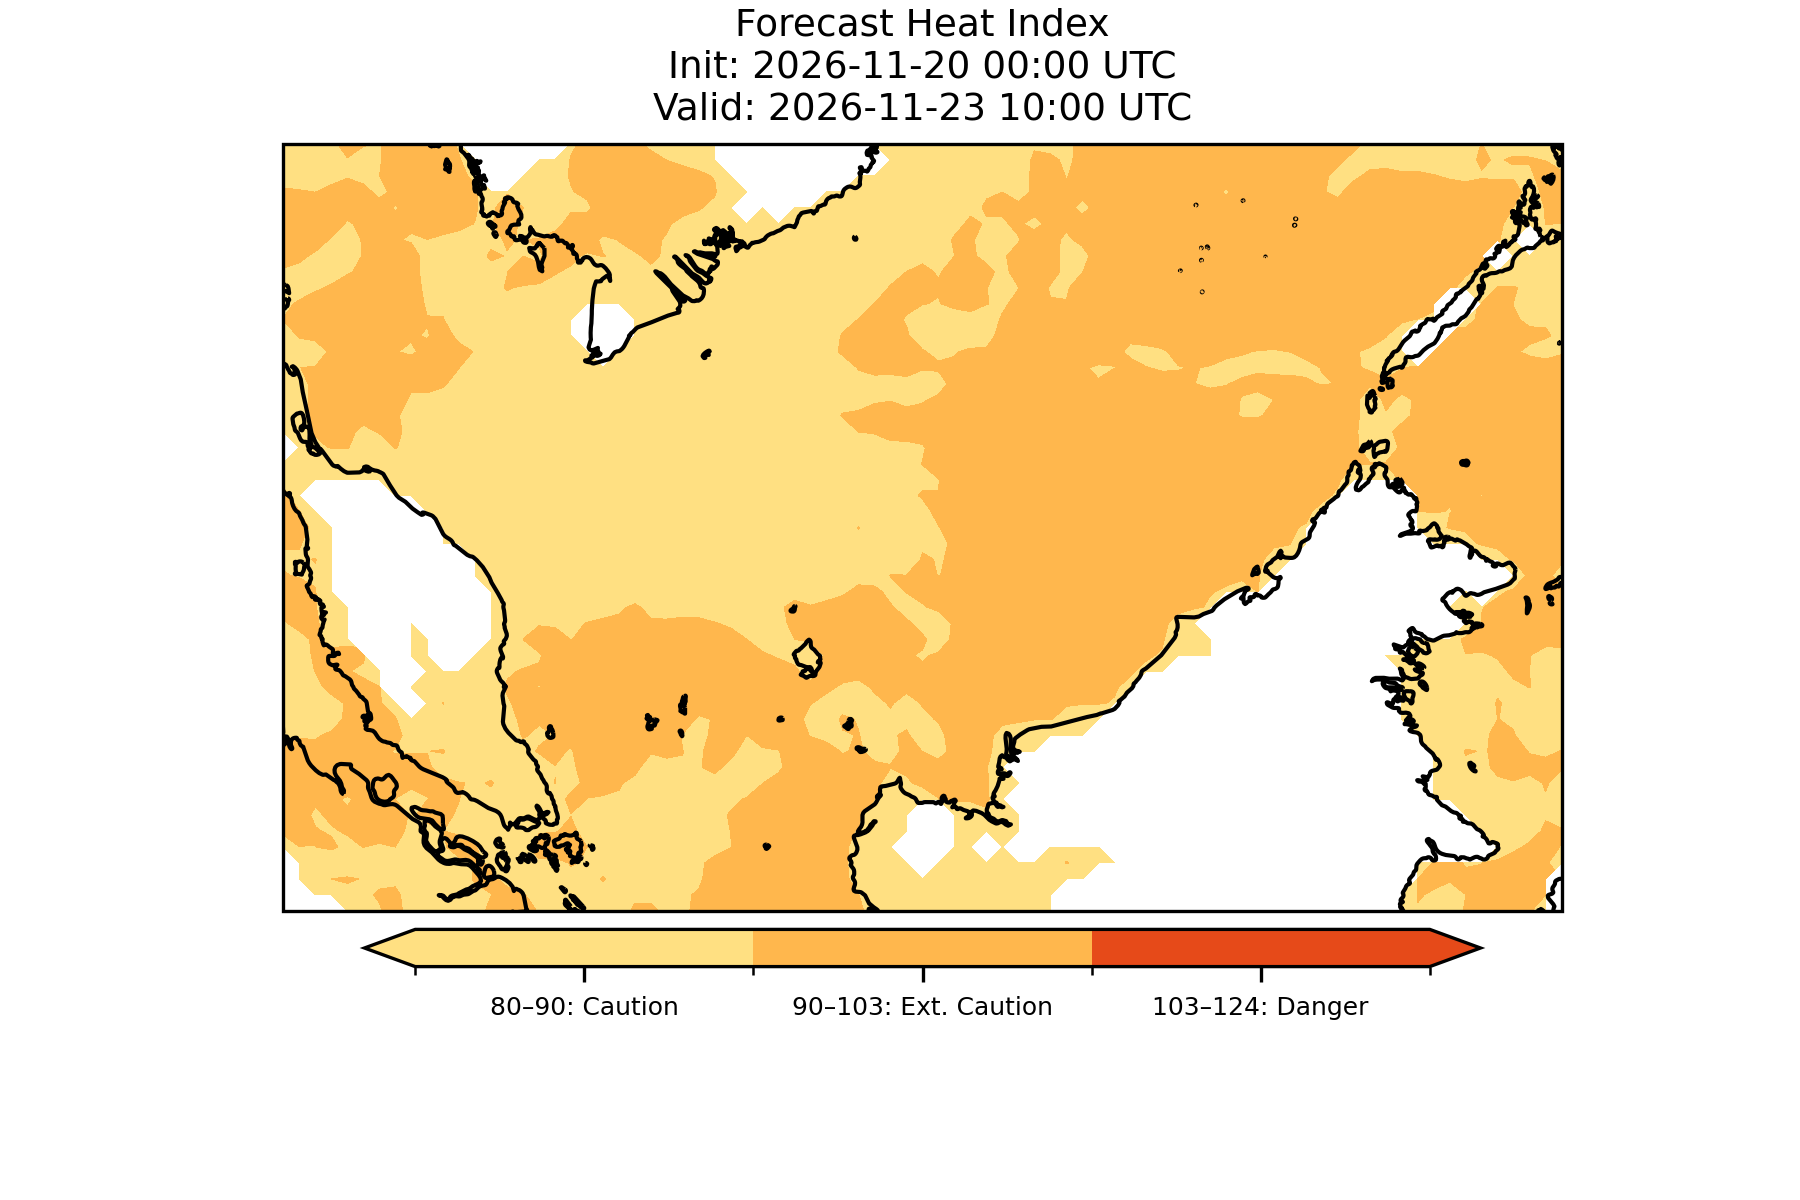 Forecast Heat Index
Init: 2026-11-20 00:00 UTC
Valid: 2026-11-23 10:00 UTC
80–90: Caution
90–103: Ext. Caution
103–124: Danger